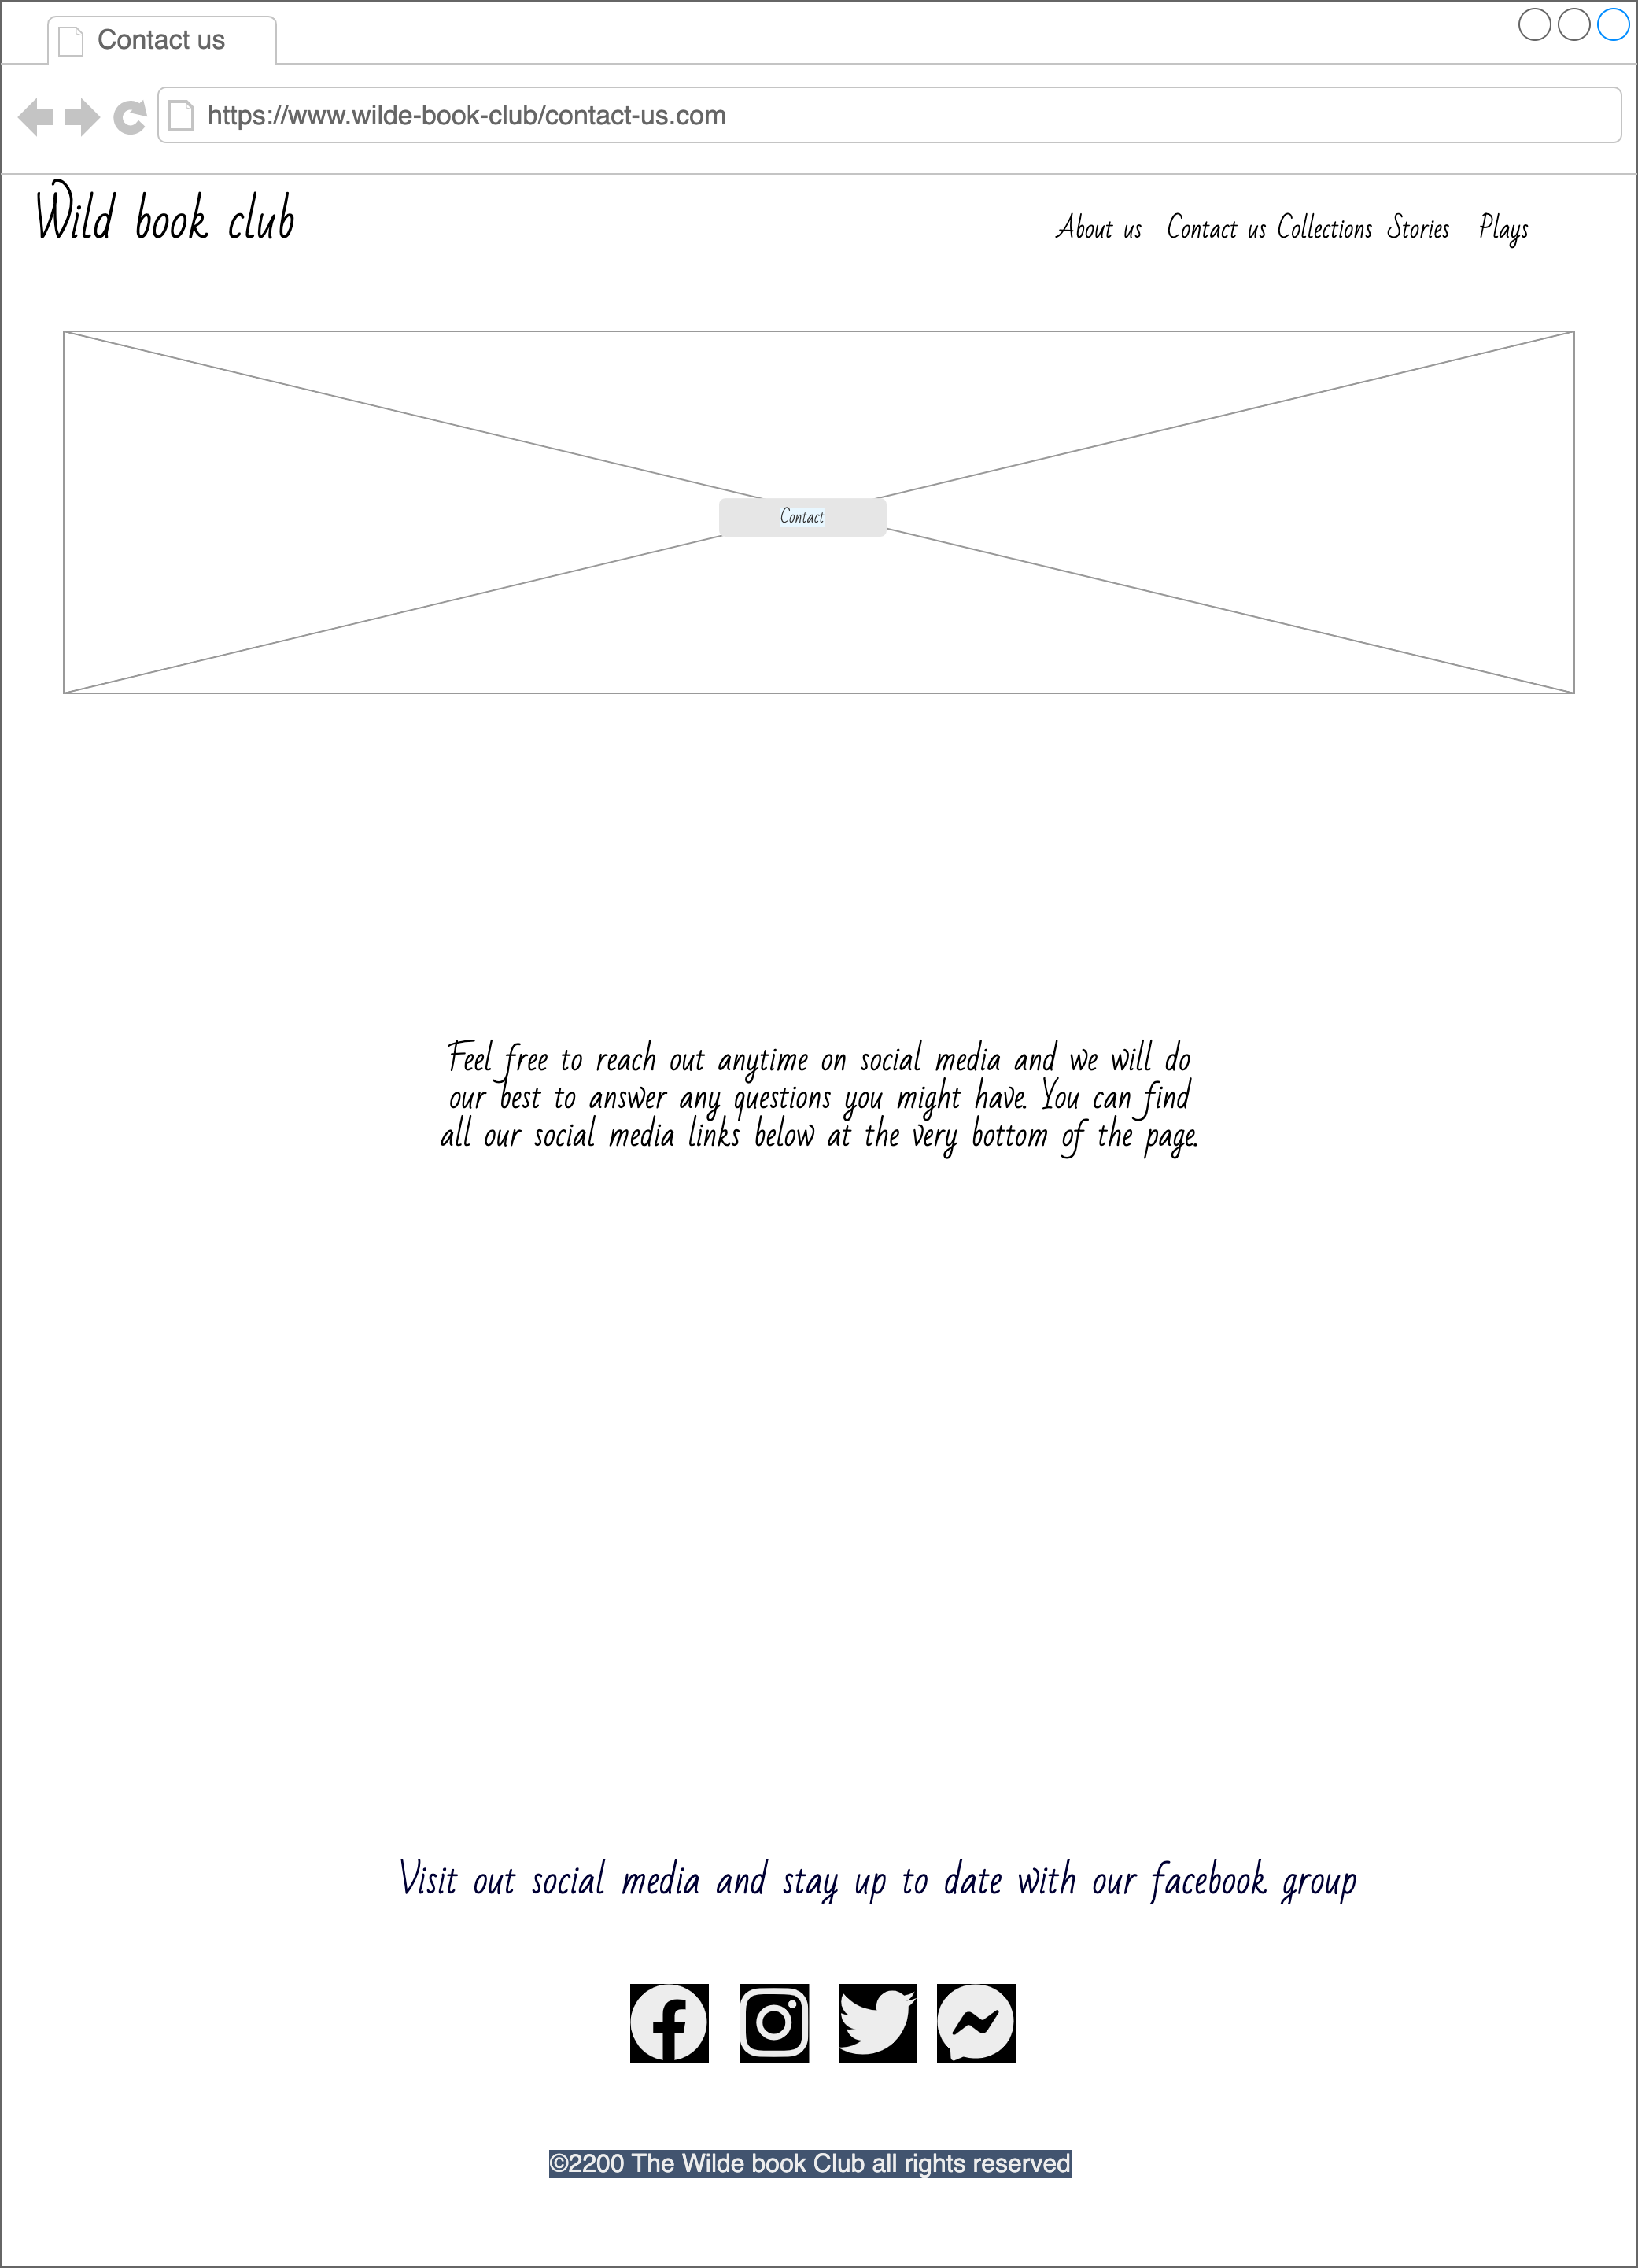 Contact us
https://www.wilde-book-club/contact-us.com
Wild book club
About us Contact us Collections Stories Plays
Contact
Feel free to reach out anytime on social media and we will do
our best to answer any questions you might have. You can find
all our social media links below at the very bottom of the page.
Visit out social media and stay up to date with our facebook group
©2200 The Wilde book Club all rights reserved